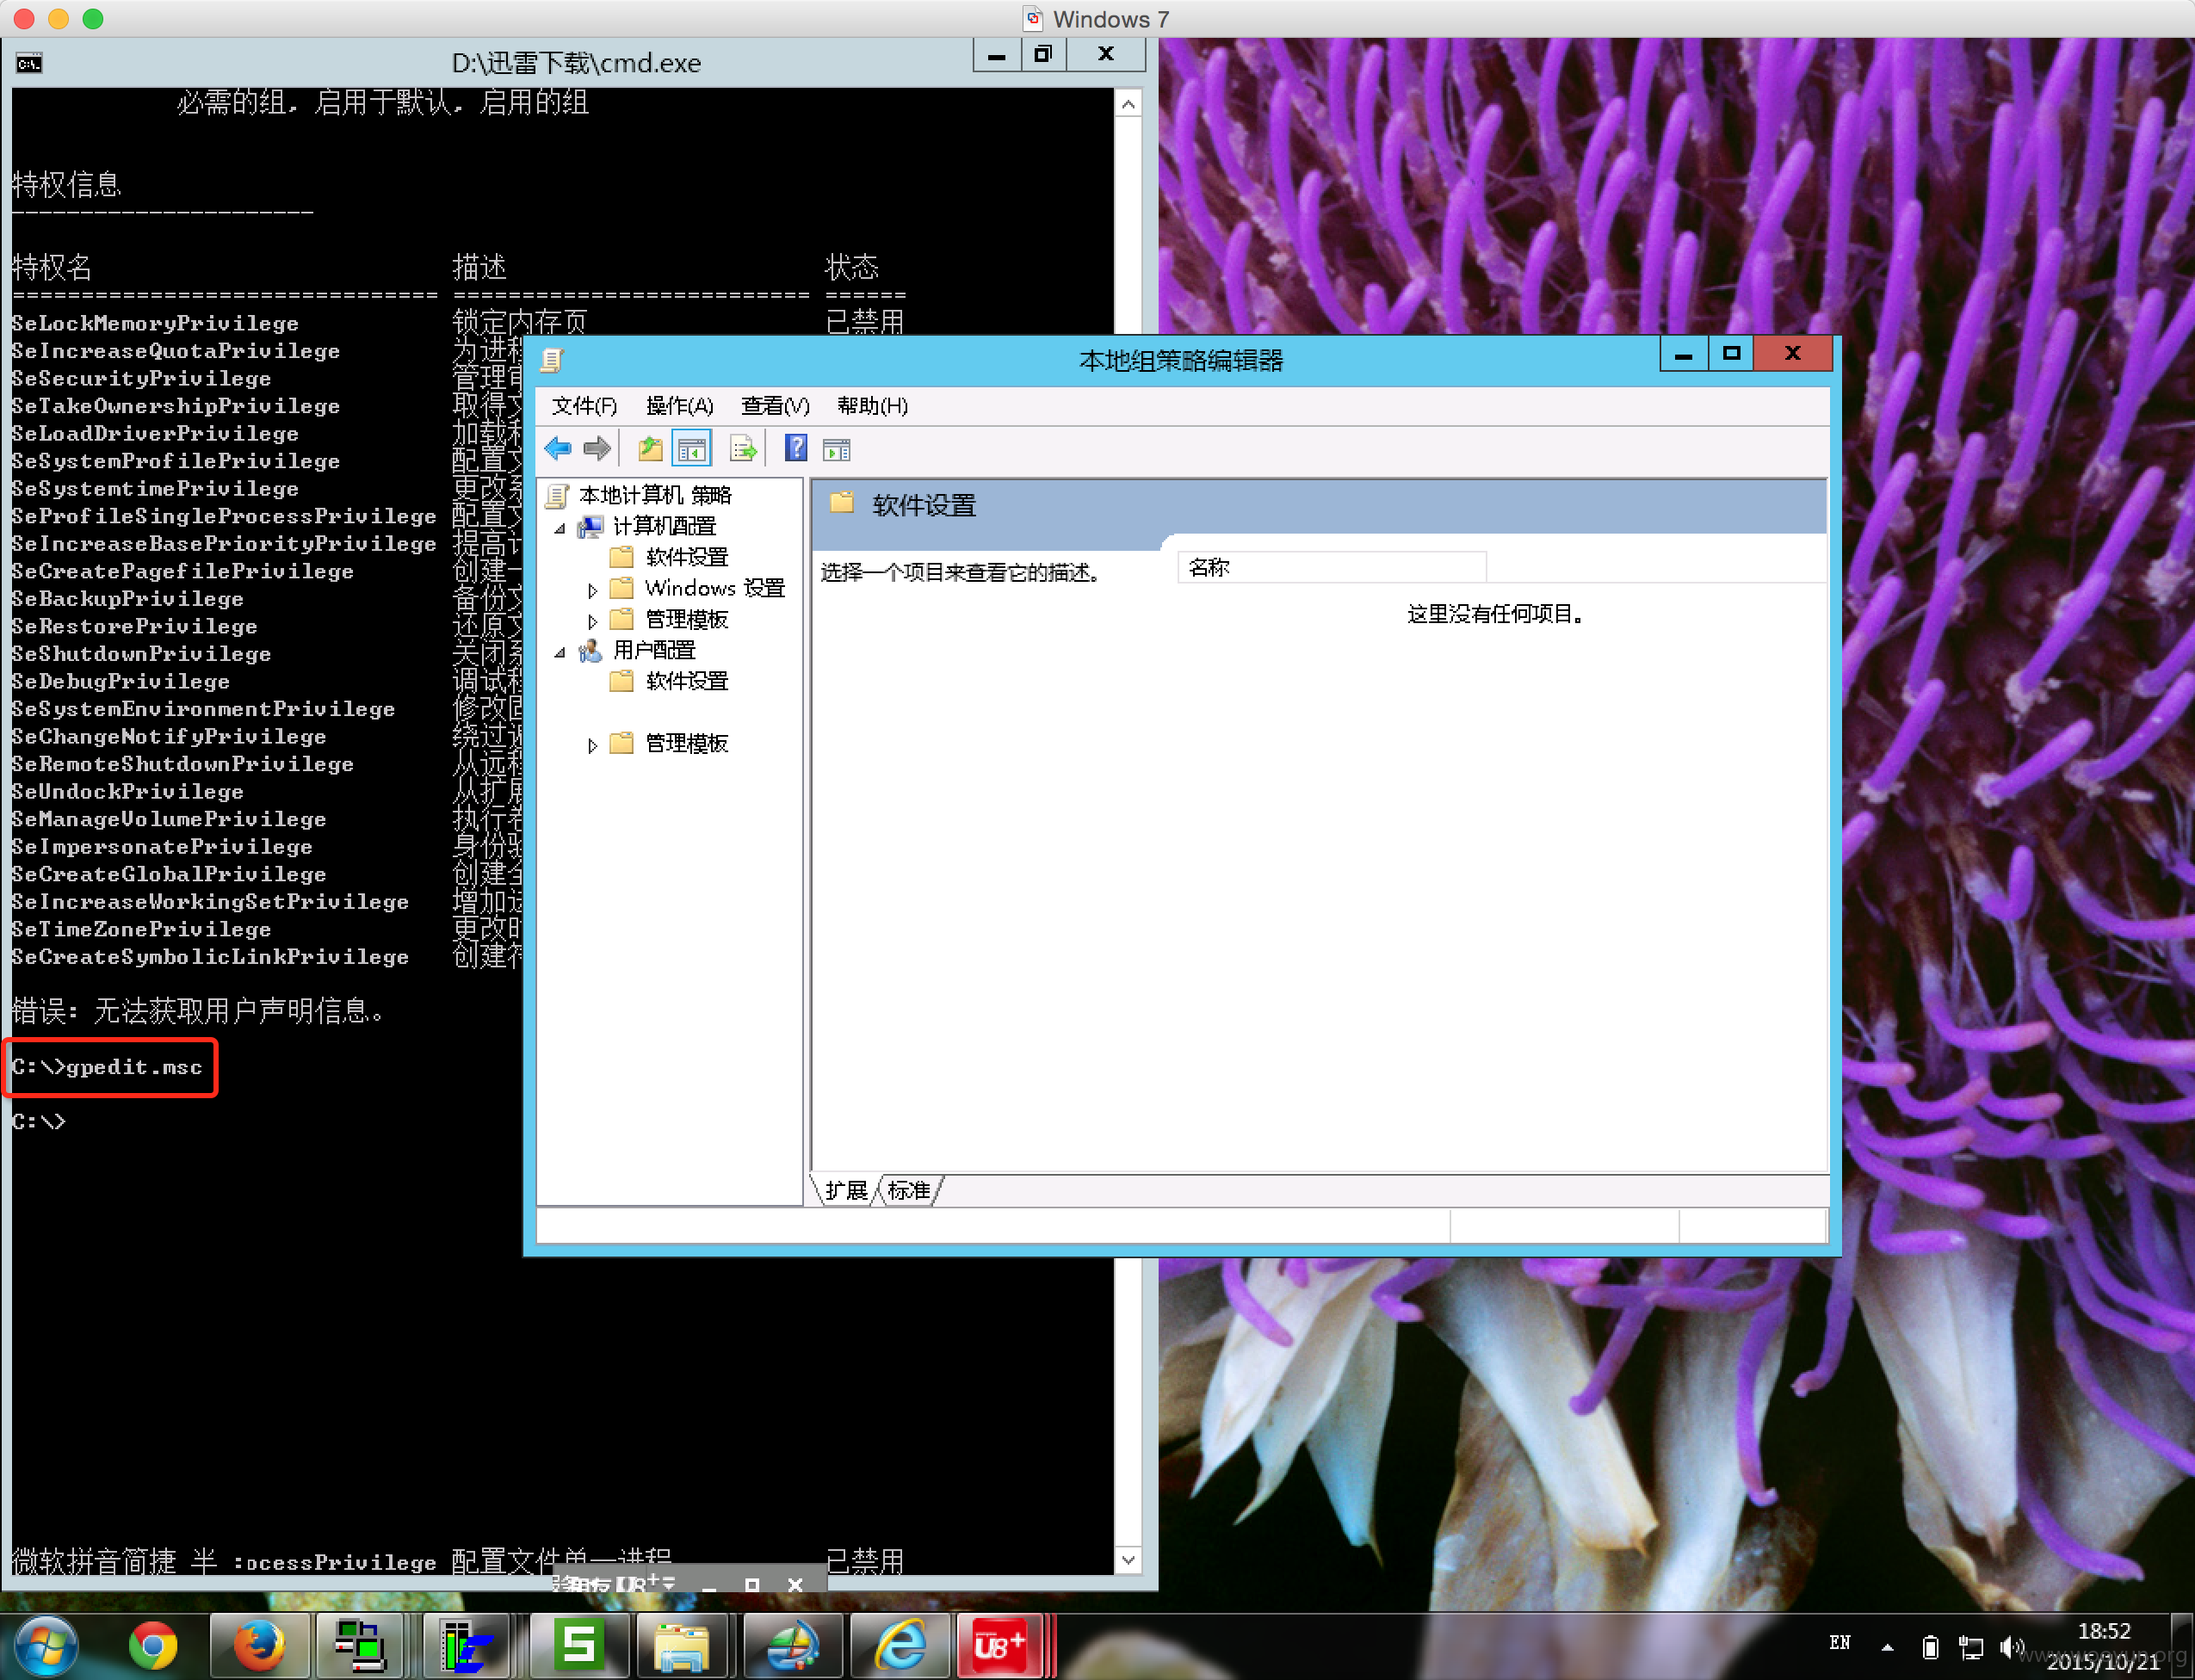 Windows 7
D:\迅雷下载\cmd.exe
必需的组, 启用于默认, 启用的组
特权信息
----------------------
特权名 描述 状态
=============================== ========================== ======
SeLockMemoryPrivilege 锁定内存页 已禁用
SeIncreaseQuotaPrivilege 为进程
SeSecurityPrivilege 管理审
SeTakeOwnershipPrivilege 取得文
SeLoadDriverPrivilege 加载和
SeSystemProfilePrivilege 配置文
SeSystemtimePrivilege 更改系
SeProfileSingleProcessPrivilege 配置文
SeIncreaseBasePriorityPrivilege 提高计
SeCreatePagefilePrivilege 创建一
SeBackupPrivilege 备份文
SeRestorePrivilege 还原文
SeShutdownPrivilege 关闭系
SeDebugPrivilege 调试程
SeSystemEnvironmentPrivilege 修改固
SeChangeNotifyPrivilege 绕过遍
SeRemoteShutdownPrivilege 从远程
SeUndockPrivilege 从扩展
SeManageVolumePrivilege 执行卷
SeImpersonatePrivilege 身份验
SeCreateGlobalPrivilege 创建全
SeIncreaseWorkingSetPrivilege 增加进
SeTimeZonePrivilege 更改时
SeCreateSymbolicLinkPrivilege 创建符
错误: 无法获取用户声明信息。
C:\>gpedit.msc
C:\>
微软拼音简捷 半 :ocessPrivilege 配置文件单一进程 已禁用
本地组策略编辑器
文件(F) 操作(A) 查看(V) 帮助(H)
本地计算机 策略
计算机配置
软件设置
Windows 设置
管理模板
用户配置
软件设置
管理模板
软件设置
选择一个项目来查看它的描述。
名称
这里没有任何项目。
扩展 标准
U8+
EN
18:52
2015/10/21
www.wooyun.org